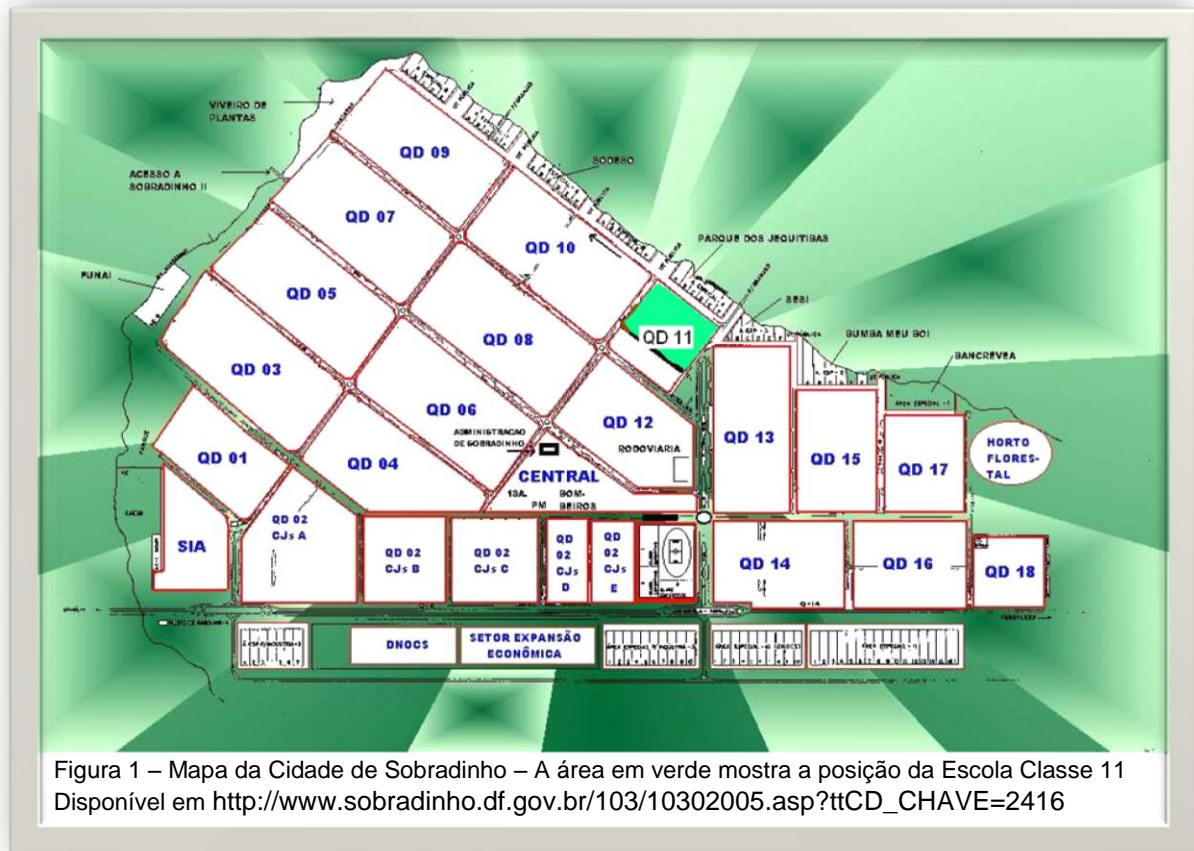 VIVEIRO DE
PLANTAS
QD 09
ACESSO A
SOBRADINHO II
SODESO
QD 07
QD 10
PARQUE DOS JEQUITIBAS
FUNAI
QD 05
SESI
QD 08
QD 11
BUMBA MEU BOI
BANCREVEA
QD 03
QD 06
QD 12
QD 13
ADMINISTRACAO
DE SOBRADINHO
RODOVIARIA
QD 15
QD 17
HORTO
FLORES-
TAL
QD 01
QD 04
CENTRAL
13A.
PM
BOM-
BEIROS
PARQUE
SIA
QD 02
CJs A
QD 02
CJs B
QD 02
CJs C
QD
02
CJs
D
QD
02
CJs
E
QD 14
QD 16
QD 18
Q-14
DNOCS
SETOR EXPANSÃO
ECONÔMICA
Figura 1 – Mapa da Cidade de Sobradinho – A área em verde mostra a posição da Escola Classe 11
Disponível em http://www.sobradinho.df.gov.br/103/10302005.asp?ttCD_CHAVE=2416